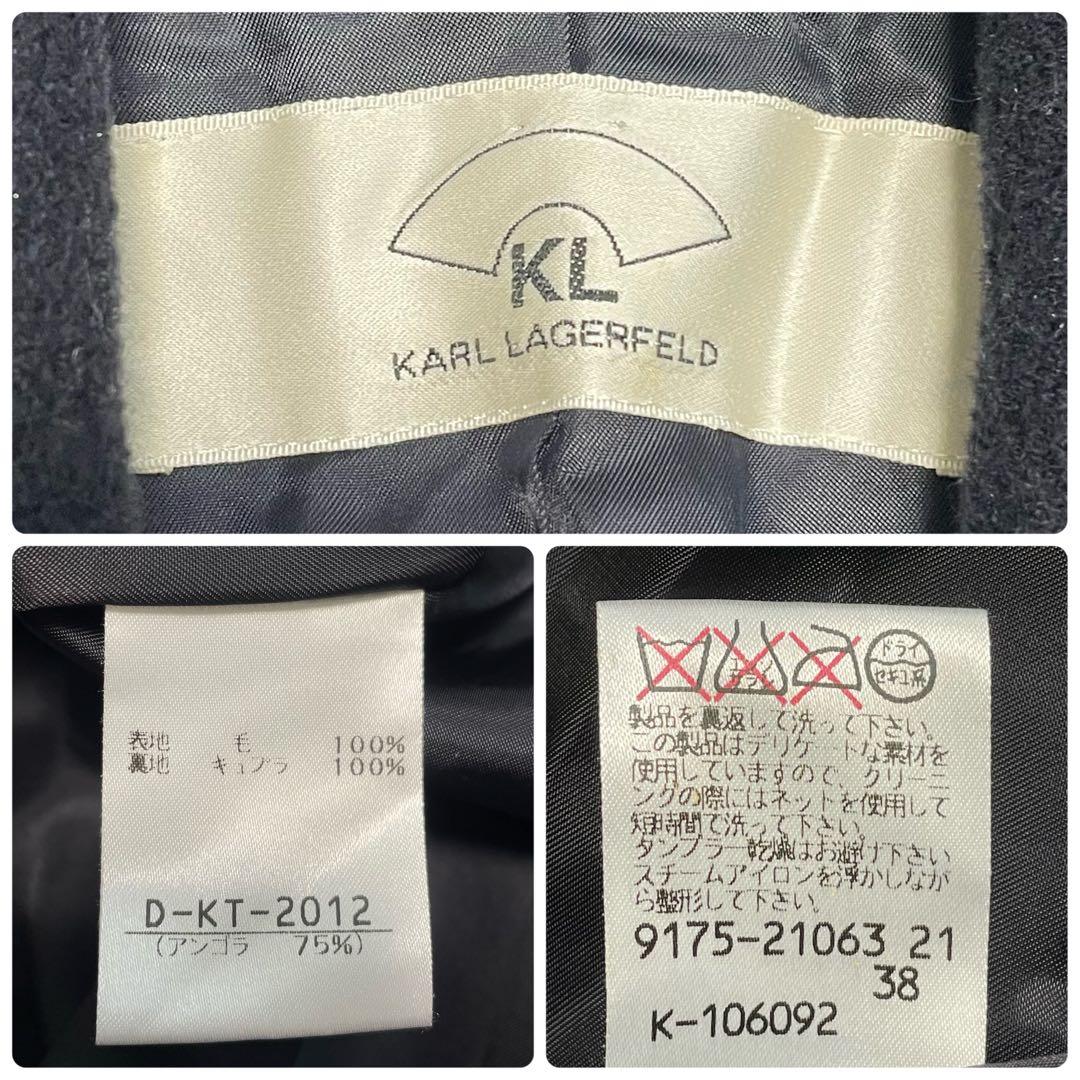 KL
KARL LAGERFELD
表地 毛 100%
裏地 キュプラ 100%
D-KT-2012
(アンゴラ 75%)
エンソ サラシ
ドライ
セキユ系
製品を裏返して洗って下さい。
この製品はデリケートな素材を
使用していますので、クリーニ
ングの際にはネットを使用して
短時間で洗って下さい。
タンブラー乾燥はお避け下さい
スチームアイロンを浮かしなが
ら整形して下さい。
9175-21063 21
38
K-106092